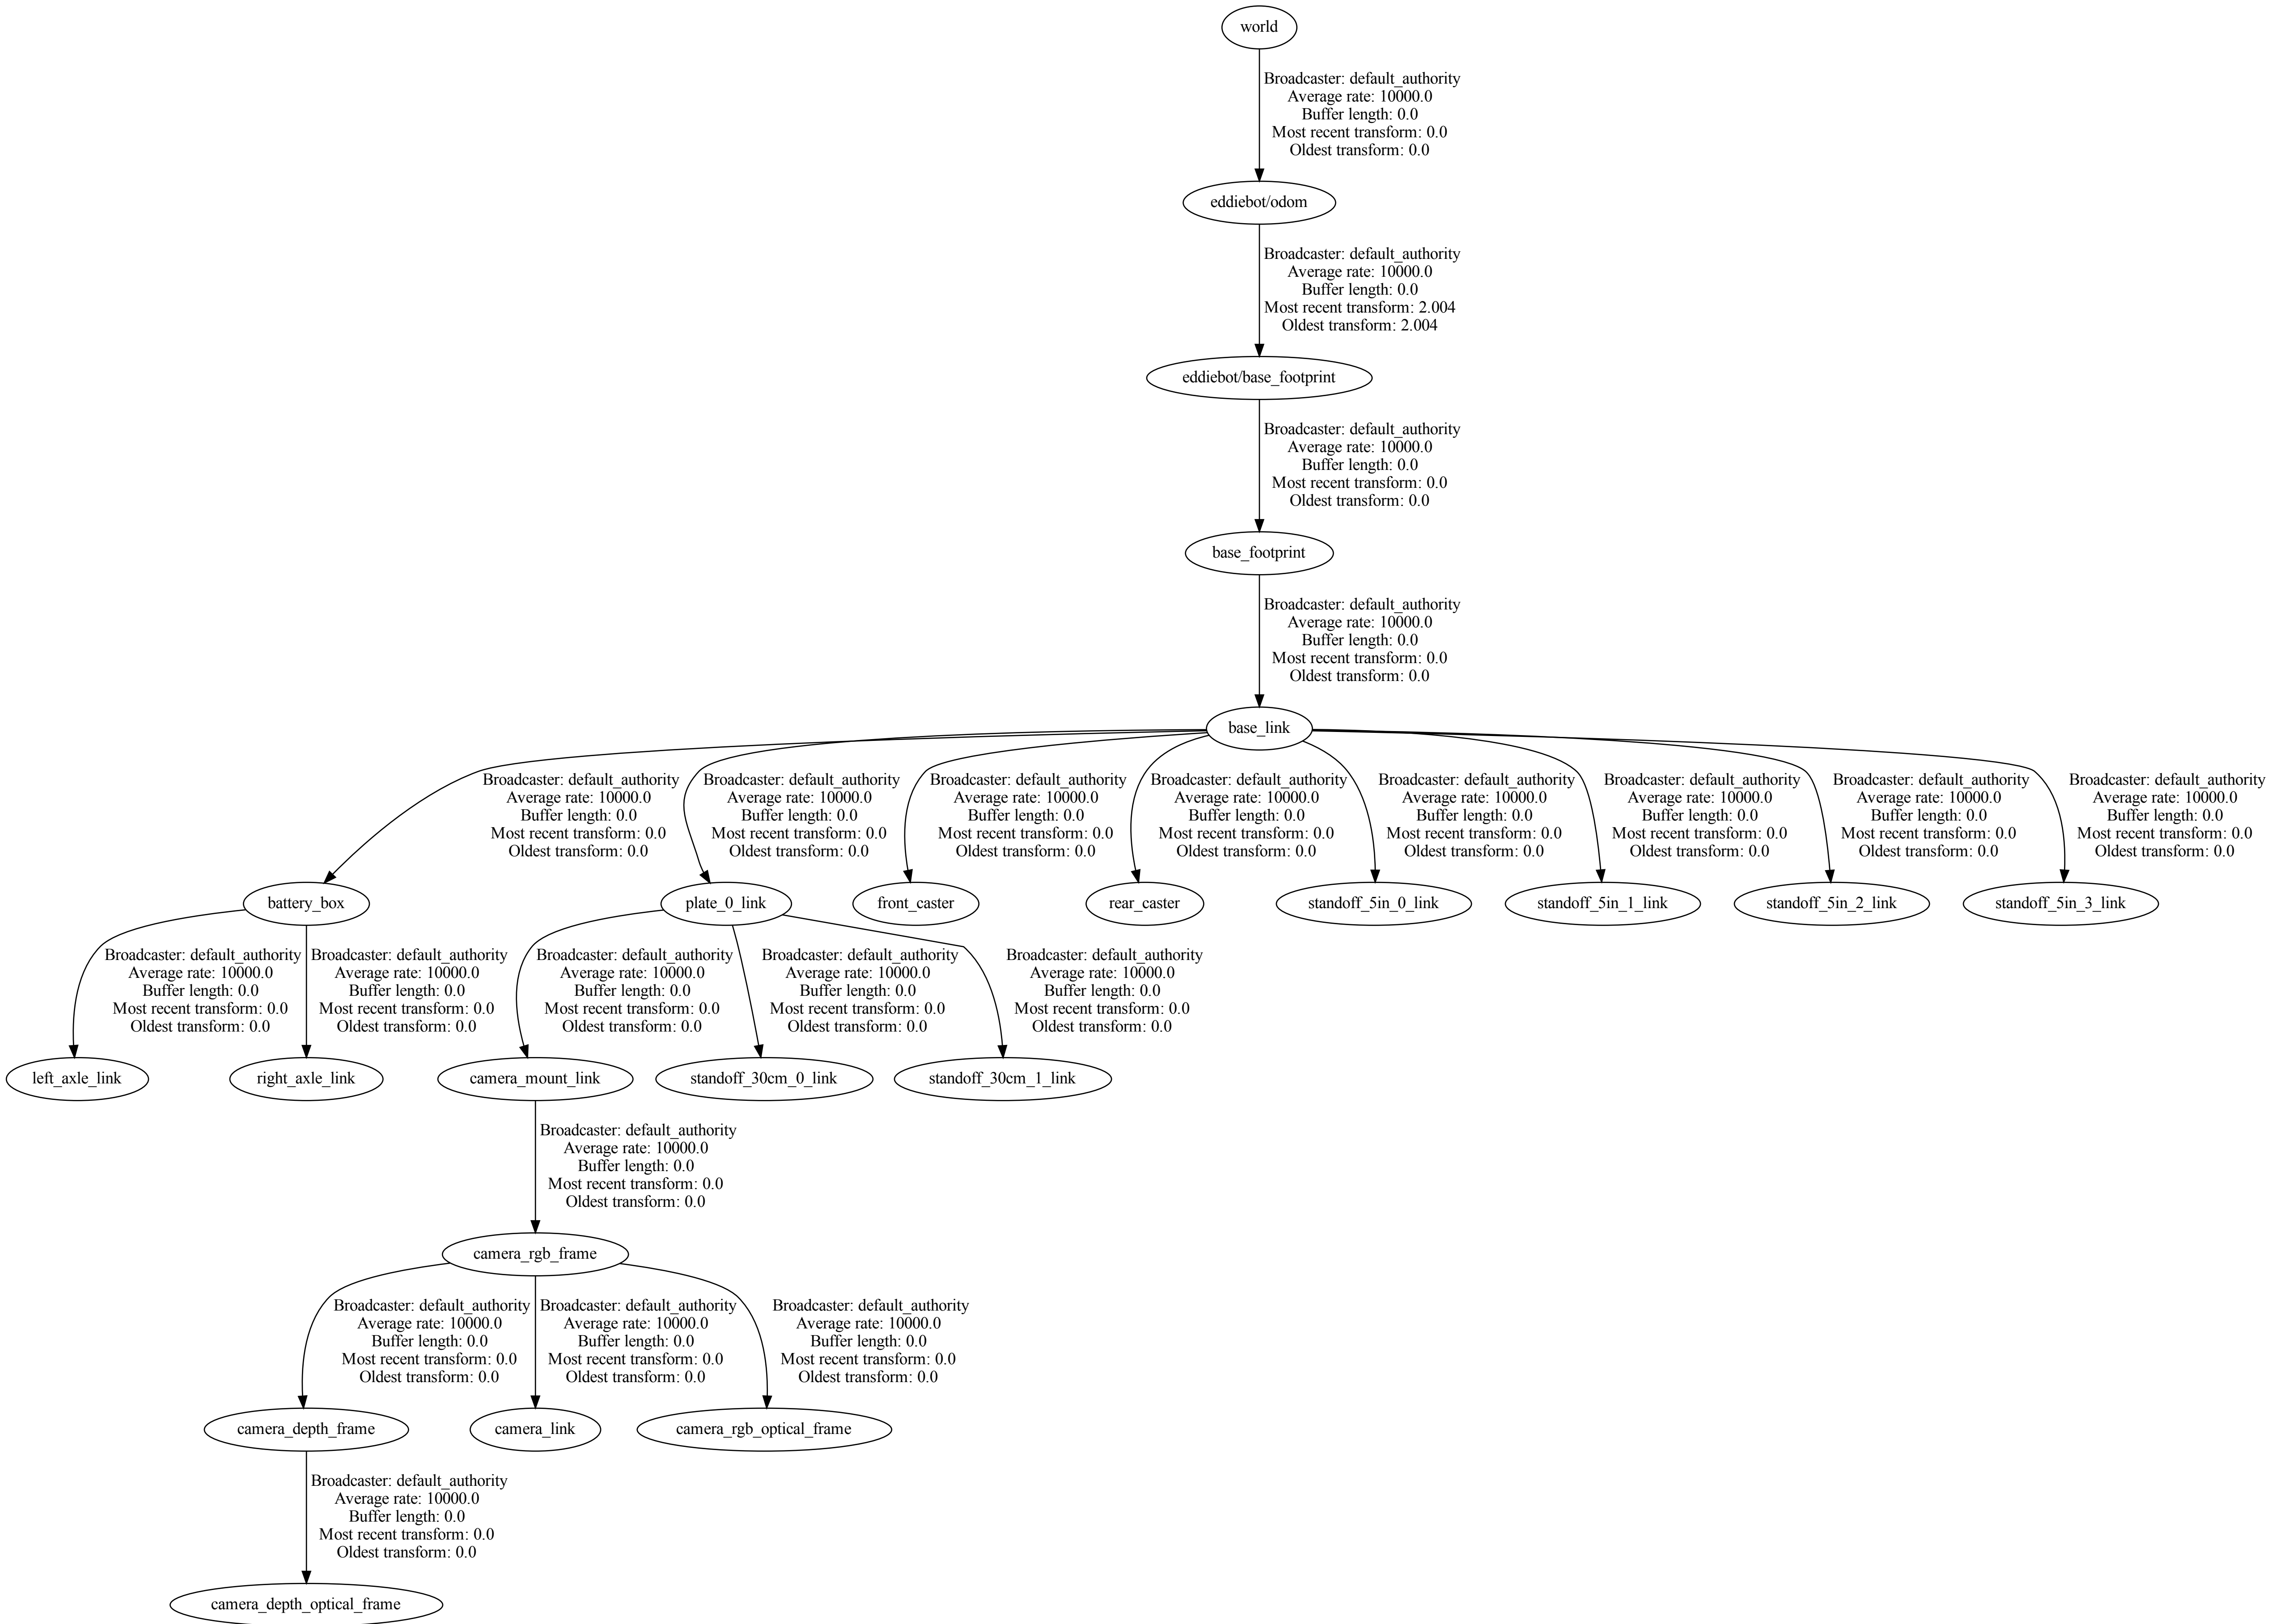 world
Broadcaster: default_authority
Average rate: 10000.0
Buffer length: 0.0
Most recent transform: 0.0
Oldest transform: 0.0
eddiebot/odom
Broadcaster: default_authority
Average rate: 10000.0
Buffer length: 0.0
Most recent transform: 2.004
Oldest transform: 2.004
eddiebot/base_footprint
Broadcaster: default_authority
Average rate: 10000.0
Buffer length: 0.0
Most recent transform: 0.0
Oldest transform: 0.0
base_footprint
Broadcaster: default_authority
Average rate: 10000.0
Buffer length: 0.0
Most recent transform: 0.0
Oldest transform: 0.0
base_link
Broadcaster: default_authority
Average rate: 10000.0
Buffer length: 0.0
Most recent transform: 0.0
Oldest transform: 0.0
Broadcaster: default_authority
Average rate: 10000.0
Buffer length: 0.0
Most recent transform: 0.0
Oldest transform: 0.0
Broadcaster: default_authority
Average rate: 10000.0
Buffer length: 0.0
Most recent transform: 0.0
Oldest transform: 0.0
Broadcaster: default_authority
Average rate: 10000.0
Buffer length: 0.0
Most recent transform: 0.0
Oldest transform: 0.0
Broadcaster: default_authority
Average rate: 10000.0
Buffer length: 0.0
Most recent transform: 0.0
Oldest transform: 0.0
Broadcaster: default_authority
Average rate: 10000.0
Buffer length: 0.0
Most recent transform: 0.0
Oldest transform: 0.0
Broadcaster: default_authority
Average rate: 10000.0
Buffer length: 0.0
Most recent transform: 0.0
Oldest transform: 0.0
Broadcaster: default_authority
Average rate: 10000.0
Buffer length: 0.0
Most recent transform: 0.0
Oldest transform: 0.0
battery_box
plate_0_link
front_caster
rear_caster
standoff_5in_0_link
standoff_5in_1_link
standoff_5in_2_link
standoff_5in_3_link
Broadcaster: default_authority
Average rate: 10000.0
Buffer length: 0.0
Most recent transform: 0.0
Oldest transform: 0.0
Broadcaster: default_authority
Average rate: 10000.0
Buffer length: 0.0
Most recent transform: 0.0
Oldest transform: 0.0
Broadcaster: default_authority
Average rate: 10000.0
Buffer length: 0.0
Most recent transform: 0.0
Oldest transform: 0.0
Broadcaster: default_authority
Average rate: 10000.0
Buffer length: 0.0
Most recent transform: 0.0
Oldest transform: 0.0
Broadcaster: default_authority
Average rate: 10000.0
Buffer length: 0.0
Most recent transform: 0.0
Oldest transform: 0.0
left_axle_link
right_axle_link
camera_mount_link
standoff_30cm_0_link
standoff_30cm_1_link
Broadcaster: default_authority
Average rate: 10000.0
Buffer length: 0.0
Most recent transform: 0.0
Oldest transform: 0.0
camera_rgb_frame
Broadcaster: default_authority
Average rate: 10000.0
Buffer length: 0.0
Most recent transform: 0.0
Oldest transform: 0.0
Broadcaster: default_authority
Average rate: 10000.0
Buffer length: 0.0
Most recent transform: 0.0
Oldest transform: 0.0
Broadcaster: default_authority
Average rate: 10000.0
Buffer length: 0.0
Most recent transform: 0.0
Oldest transform: 0.0
camera_depth_frame
camera_link
camera_rgb_optical_frame
Broadcaster: default_authority
Average rate: 10000.0
Buffer length: 0.0
Most recent transform: 0.0
Oldest transform: 0.0
camera_depth_optical_frame